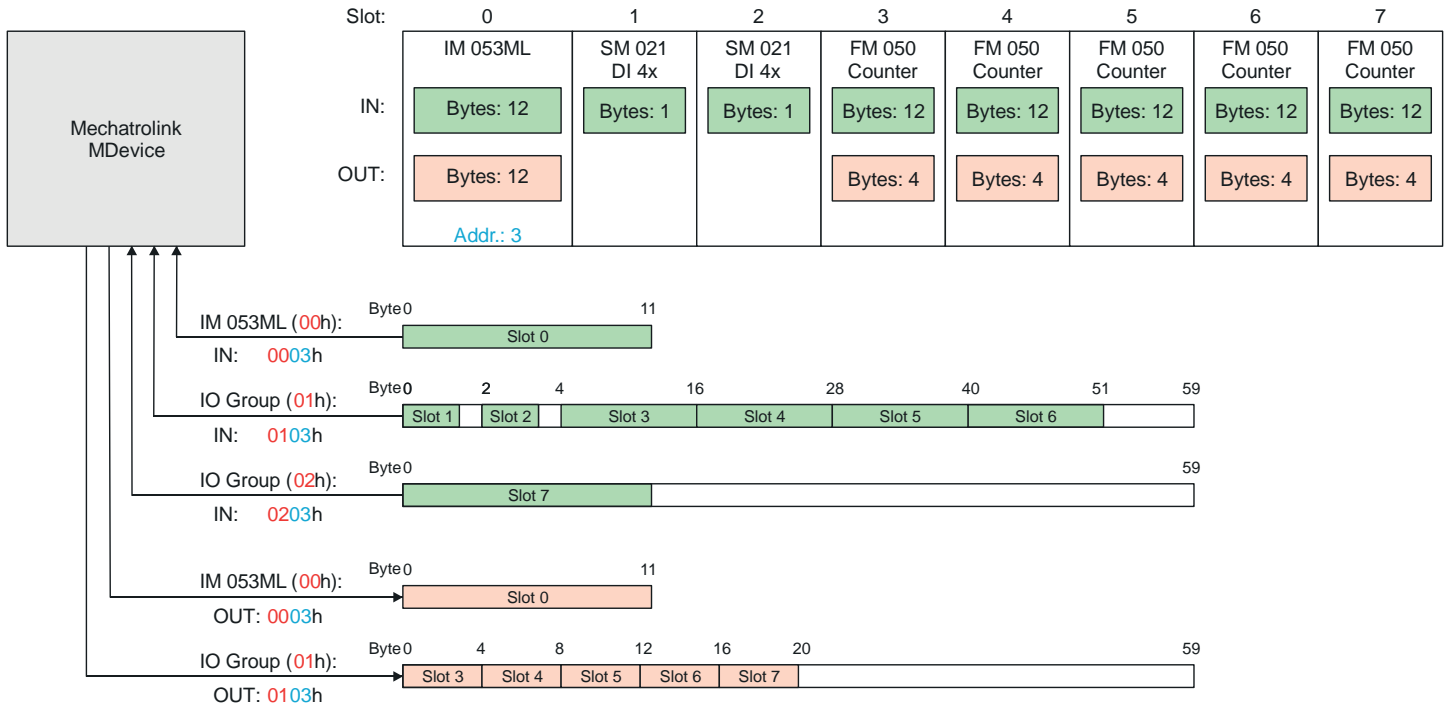 Slot: 0 1 2 3 4 5 6 7
IM 053ML SM 021 SM 021 FM 050 FM 050 FM 050 FM 050 FM 050
DI 4x DI 4x Counter Counter Counter Counter Counter
IN: Bytes: 12 Bytes: 1 Bytes: 1 Bytes: 12 Bytes: 12 Bytes: 12 Bytes: 12 Bytes: 12
Mechatrolink
MDevice
OUT: Bytes: 12 Bytes: 4 Bytes: 4 Bytes: 4 Bytes: 4 Bytes: 4
Addr.: 3
Byte 0 11
IM 053ML (00h): Slot 0
IN: 0003h
Byte 0 2 4 16 28 40 51 59
IO Group (01h): Slot 1 Slot 2 Slot 3 Slot 4 Slot 5 Slot 6
IN: 0103h
Byte 0 59
IO Group (02h): Slot 7
IN: 0203h
Byte 0 11
IM 053ML (00h): Slot 0
OUT: 0003h
Byte 0 4 8 12 16 20 59
IO Group (01h): Slot 3 Slot 4 Slot 5 Slot 6 Slot 7
OUT: 0103h